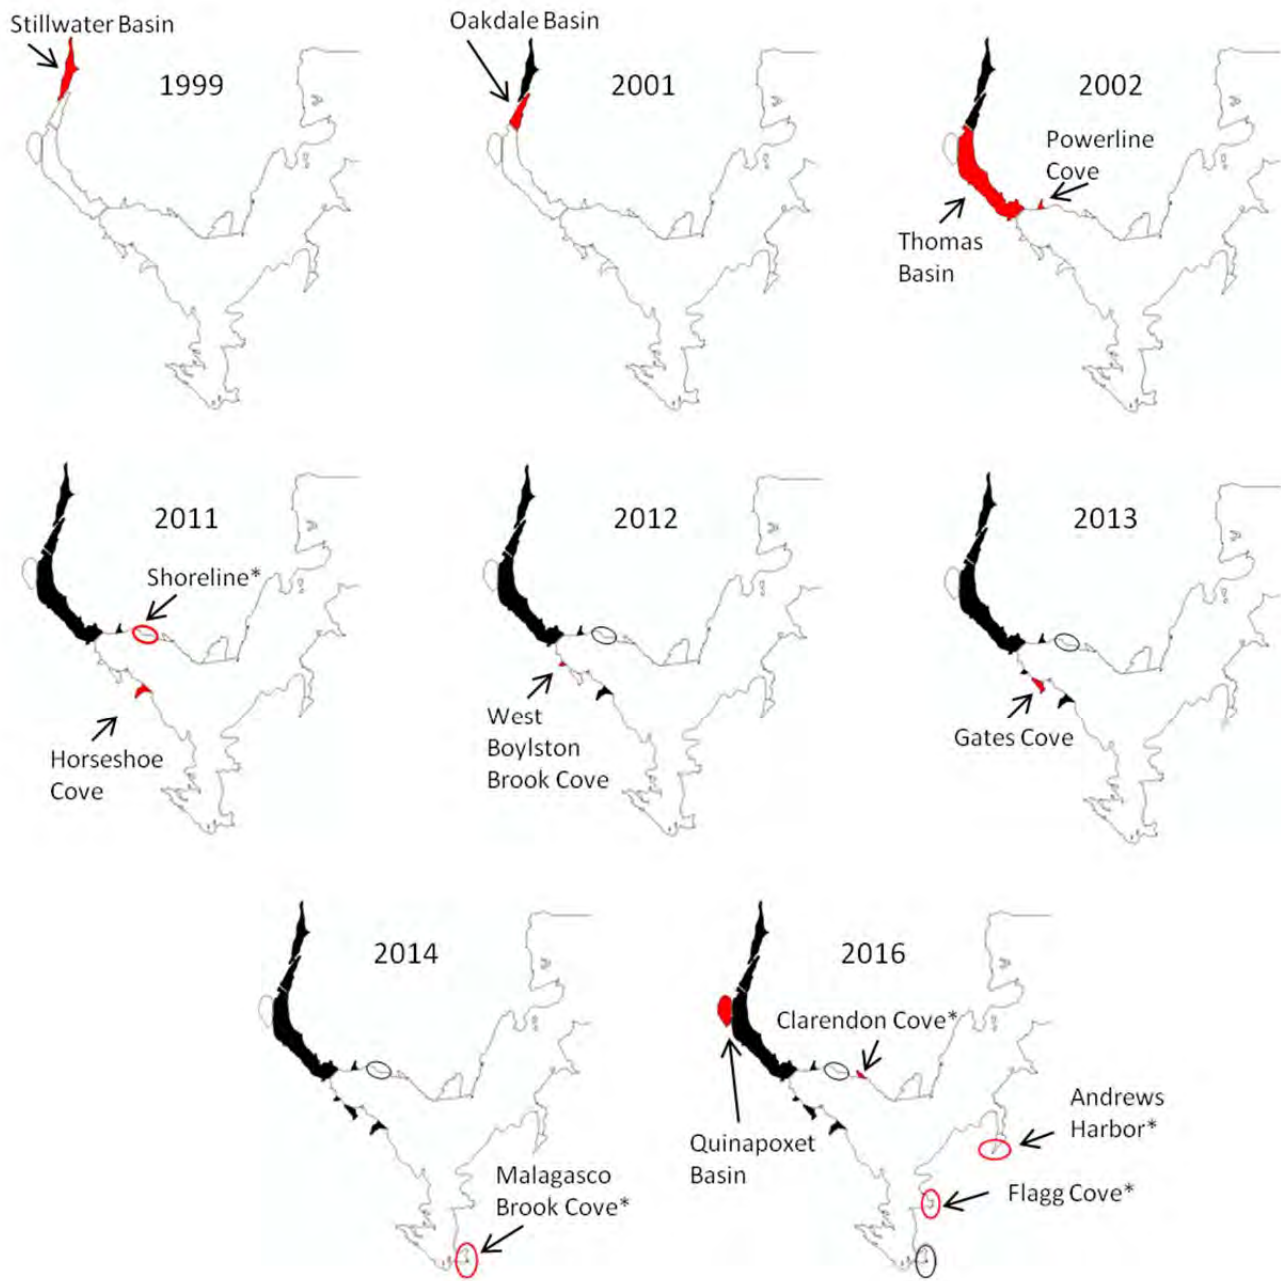 Stillwater Basin
1999
Oakdale Basin
2001
2002
Powerline
Cove
Thomas
Basin
2011
Shoreline*
Horseshoe
Cove
2012
West
Boylston
Brook Cove
2013
Gates Cove
2014
Malagasco
Brook Cove*
2016
Clarendon Cove*
Quinapoxet
Basin
Andrews
Harbor*
Flagg Cove*